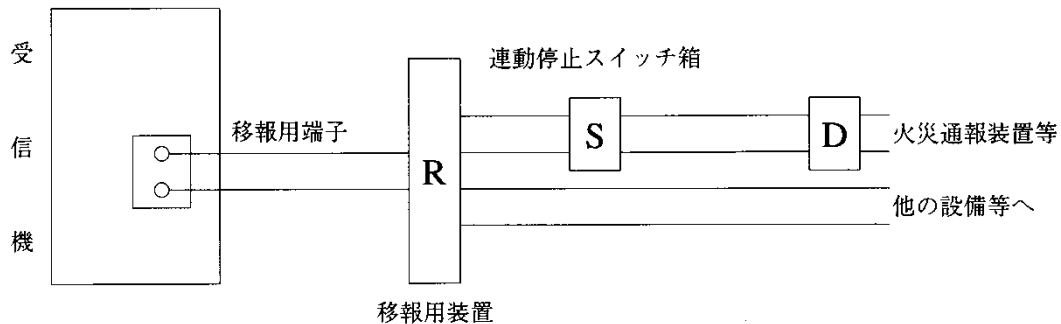 受信機
移報用端子
R
移報用装置
連動停止スイッチ箱
S
D
火災通報装置等
他の設備等へ